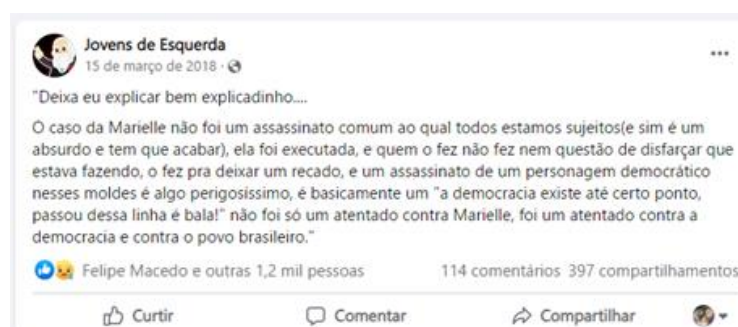 Jovens de Esquerda
15 de março de 2018 ·
"Deixa eu explicar bem explicadinho....
O caso da Marielle não foi um assassinato comum ao qual todos estamos sujeitos(e sim é um
absurdo e tem que acabar), ela foi executada, e quem o fez não fez nem questão de disfarçar que
estava fazendo, o fez pra deixar um recado, e um assassinato de um personagem democrático
nesses moldes é algo perigosíssimo, é basicamente um "a democracia existe até certo ponto,
passou dessa linha é bala!" não foi só um atentado contra Marielle, foi um atentado contra a
democracia e contra o povo brasileiro."
Felipe Macedo e outras 1,2 mil pessoas 114 comentários 397 compartilhamentos
Curtir Comentar Compartilhar